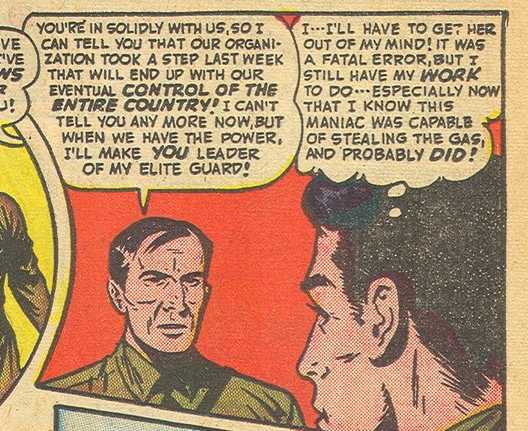 VE
I'VE
WS
R
U!
YOU'RE IN SOLIDLY WITH US, SO I
CAN TELL YOU THAT OUR ORGANI-
ZATION TOOK A STEP LAST WEEK
THAT WILL END UP WITH OUR
EVENTUAL CONTROL OF THE
ENTIRE COUNTRY! I CAN'T
TELL YOU ANY MORE NOW, BUT
WHEN WE HAVE THE POWER,
I'LL MAKE YOU LEADER
OF MY ELITE GUARD!
I---I'LL HAVE TO GET HER
OUT OF MY MIND! IT WAS
A FATAL ERROR, BUT I
STILL HAVE MY WORK
TO DO---ESPECIALLY NOW
THAT I KNOW THIS
MANIAC WAS CAPABLE
OF STEALING THE GAS,
AND PROBABLY DID!